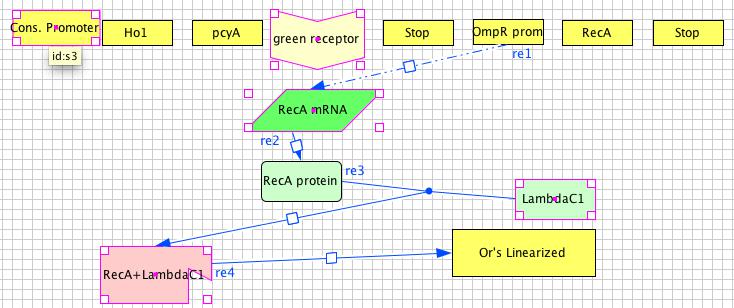 Cons. Promoter
Ho1
pcyA
green receptor
Stop
OmpR prom
RecA
Stop
id:s3
re1
RecA mRNA
re2
RecA protein
re3
LambdaC1
RecA+LambdaC1
re4
Or's Linearized